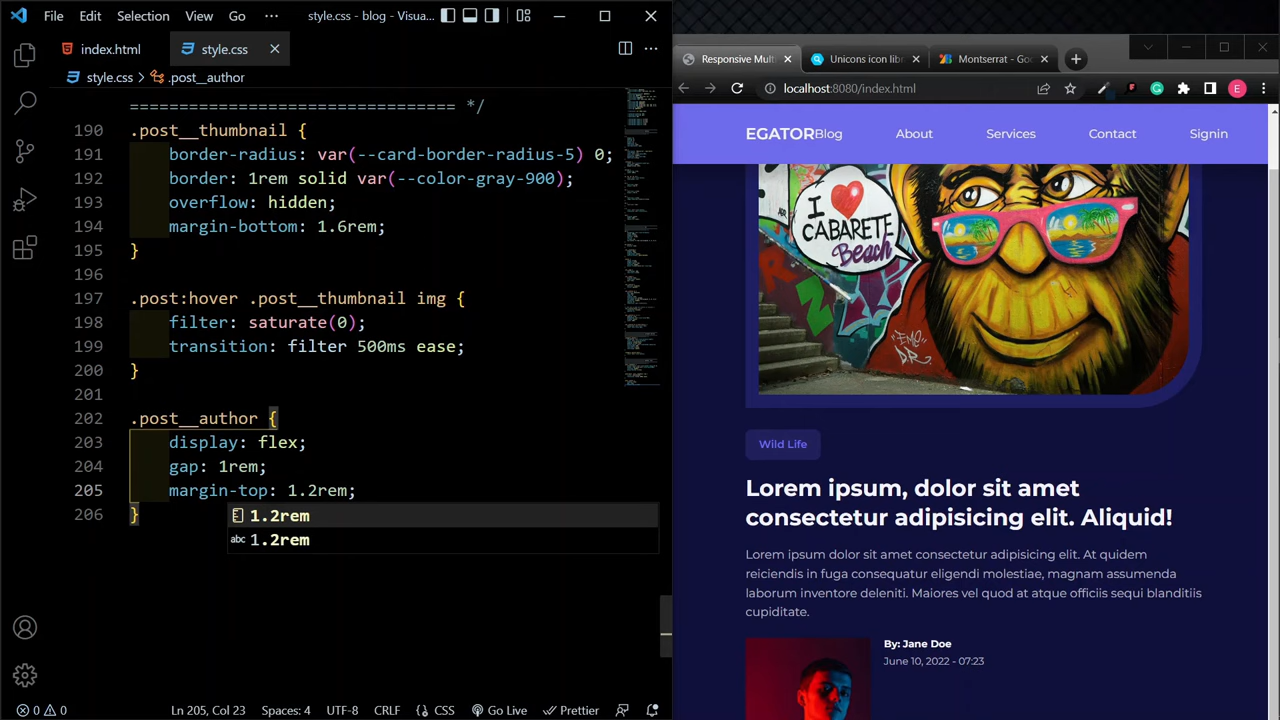 File Edit Selection View Go ··· style.css - blog - Visua...
index.html style.css
style.css > .post__author
================================ */
190 .post__thumbnail {
191 border-radius: var(--card-border-radius-5) 0;
192 border: 1rem solid var(--color-gray-900);
193 overflow: hidden;
194 margin-bottom: 1.6rem;
195 }
196
197 .post:hover .post__thumbnail img {
198 filter: saturate(0);
199 tranition: filter 500ms ease;
200 }
201
202 .post__author {
203 display: flex;
204 gap: 1rem;
205 margin-top: 1.2rem;
206 }
1.2rem
abc 1.2rem
0 0 Ln 205, Col 23 Spaces: 4 UTF-8 CRLF CSS Go Live Prettier
Responsive Multi Unicons icon libr Montserrat - Goo
localhost:8080/index.html E
EGATOR Blog About Services Contact Signin
I
CABARETE
Beach
Wild Life
Lorem ipsum, dolor sit amet
consectetur adipisicing elit. Aliquid!
Lorem ipsum dolor sit amet consectetur adipisicing elit. At quidem
reiciendis in fuga consequatur eligendi molestiae, magnam assumenda
laborum inventore deleniti. Maiores vel quod at atque officiis sequi blanditiis
cupiditate.
By: Jane Doe
June 10, 2022 - 07:23